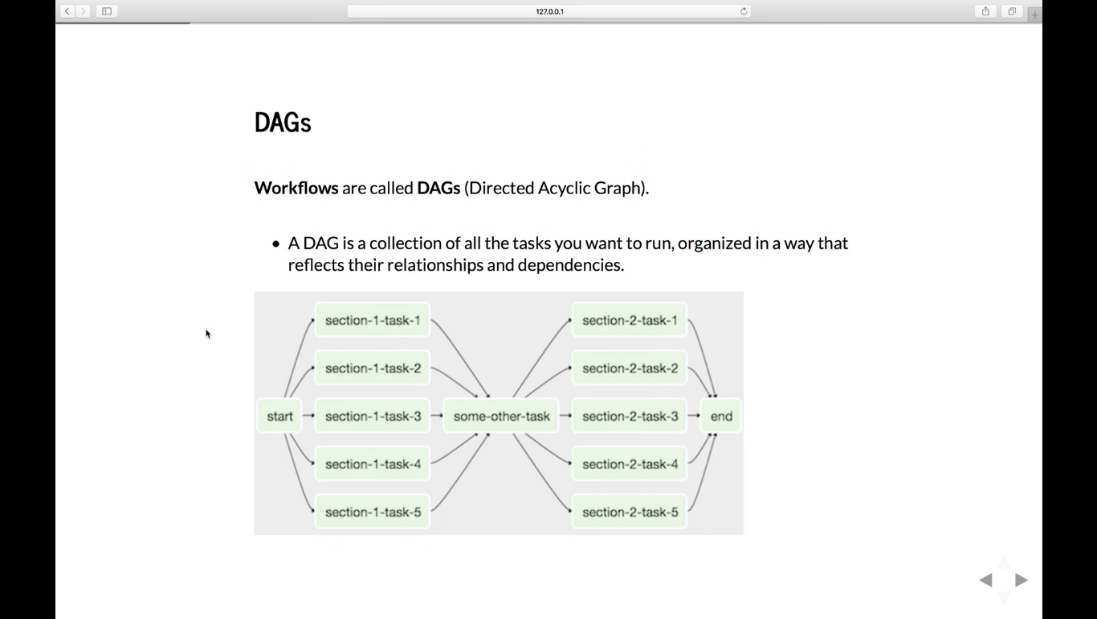 127.0.0.1
DAGs
Workflows are called DAGs (Directed Acyclic Graph).
• A DAG is a collection of all the tasks you want to run, organized in a way that
reflects their relationships and dependencies.
section-1-task-1
section-2-task-1
section-1-task-2
section-2-task-2
start
section-1-task-3
some-other-task
section-2-task-3
end
section-1-task-4
section-2-task-4
section-1-task-5
section-2-task-5